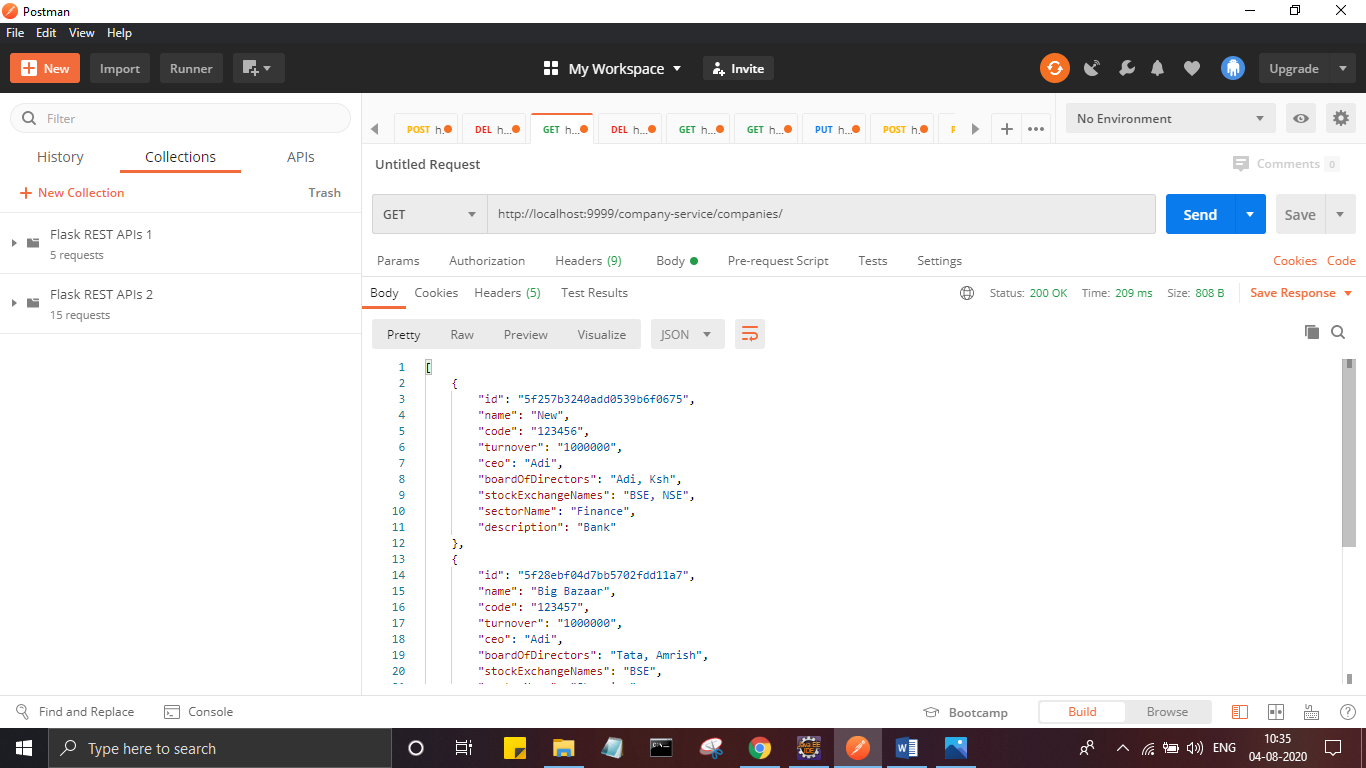 Postman
File Edit View Help
New Import Runner My Workspace Invite Upgrade
Filter
History Collections APIs
New Collection Trash
Flask REST APIs 1
5 requests
Flask REST APIs 2
15 requests
POST h... DEL h... GET h... DEL h... GET h... GET h... PUT h... POST h. No Environment
Untitled Request Comments 0
GET http://localhost:9999/company-service/companies/ Send Save
Params Authorization Headers (9) Body Pre-request Script Tests Settings Cookies Code
Body Cookies Headers (5) Test Results Status: 200 OK Time: 209 ms Size: 808 B Save Response
Pretty Raw Preview Visualize JSON
1 [
2 {
3 "id": "5f257b3240add0539b6f0675",
4 "name": "New",
5 "code": "123456",
6 "turnover": "1000000",
7 "ceo": "Adi",
8 "boardOfDirectors": "Adi, Ksh",
9 "stockExchangeNames": "BSE, NSE",
10 "sectorName": "Finance",
11 "description": "Bank"
12 },
13 {
14 "id": "5f28ebf04d7bb5702fdd11a7",
15 "name": "Big Bazaar",
16 "code": "123457",
17 "turnover": "1000000",
18 "ceo": "Adi",
19 "boardOfDirectors": "Tata, Amrish",
20 "stockExchangeNames": "BSE",
Find and Replace Console Bootcamp Build Browse
Type here to search ENG 10:35
04-08-2020